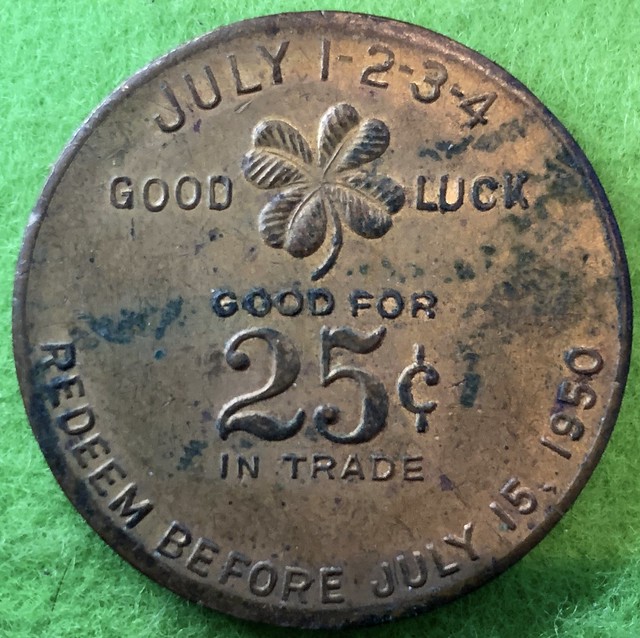 JULY 1-2-3-4
GOOD LUCK
GOOD FOR
25¢
IN TRADE
REDEEM BEFORE JULY 15, 1950